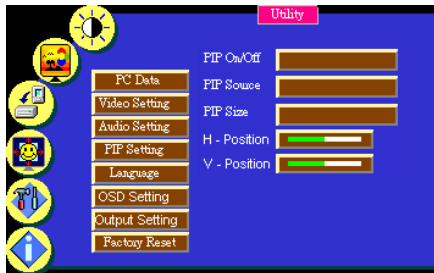 Utility
PC Data
Video Setting
Audio Setting
PIP Setting
Language
OSD Setting
Output Setting
Factory Reset
PIP On/Off
PIP Souce
PIP Size
H - Position
V - Position